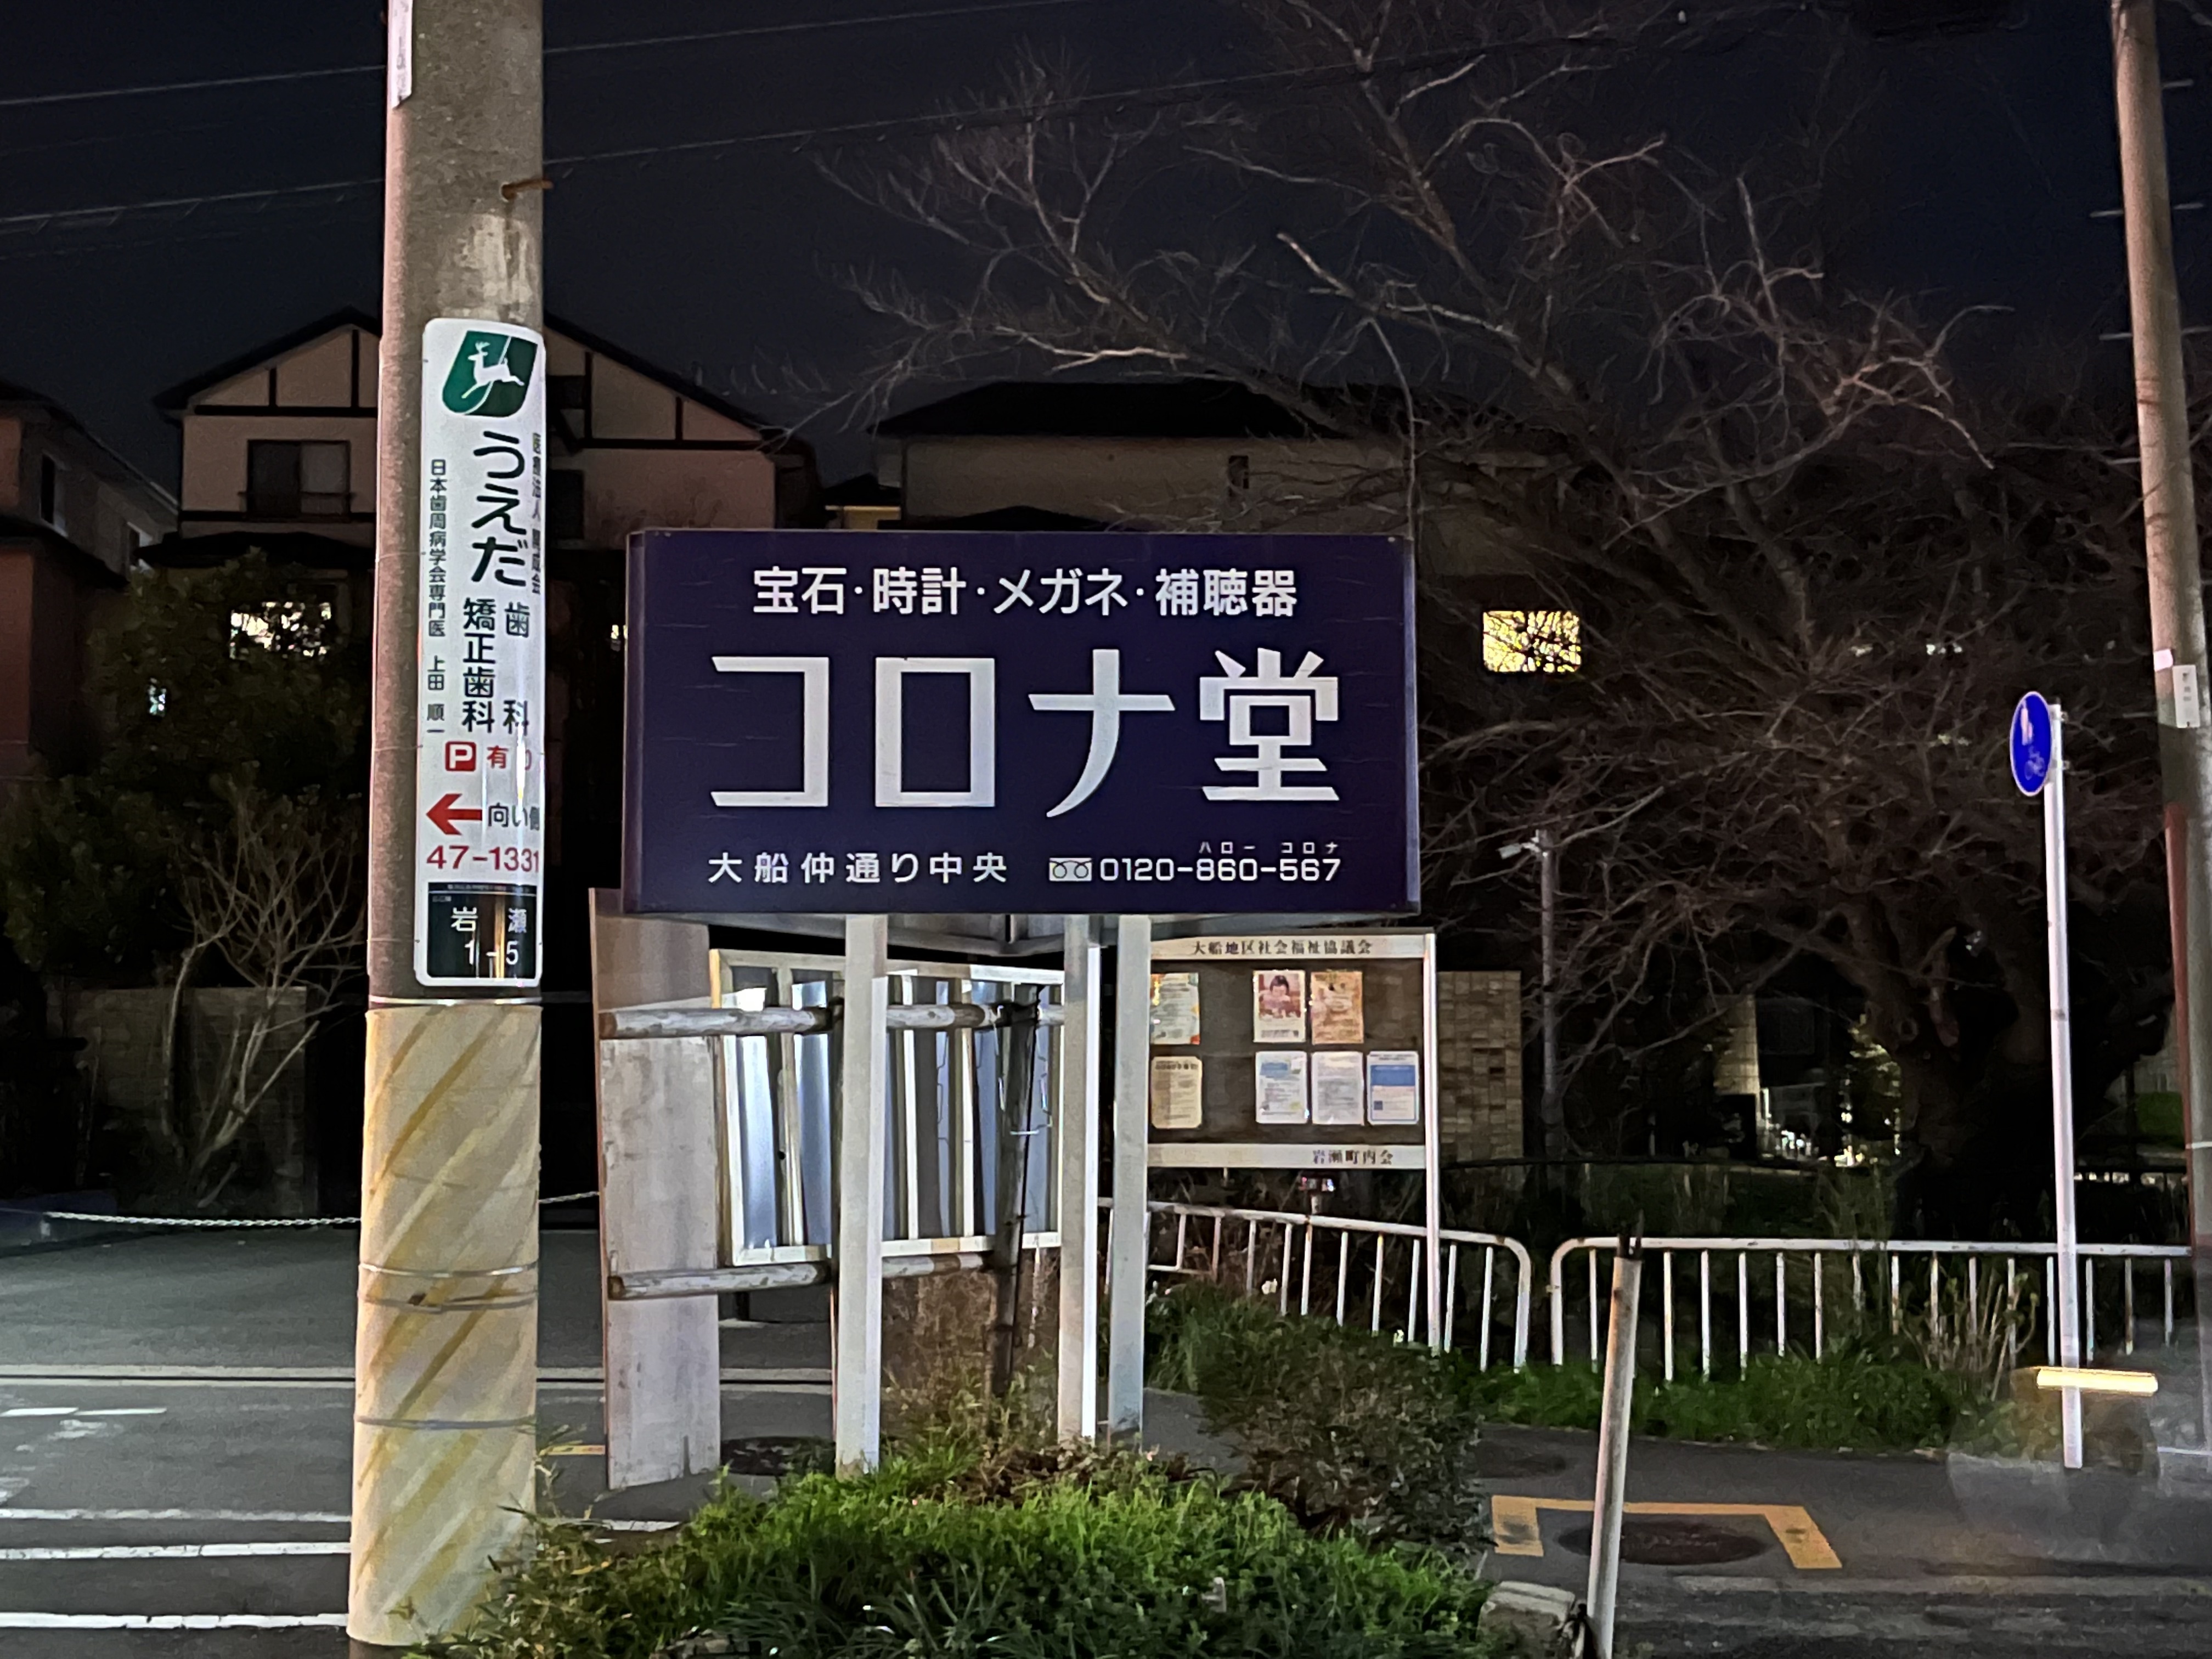 医療法人
うえだ
歯科
矯正歯科
日本歯周病学会専門医 上田 順一
P 有り
向い側
47-1331
岩瀬
1-5
宝石・時計・メガネ・補聴器
コロナ堂
大船仲通り中央
ハロー コロナ
0120-860-567
大船地区社会福祉協議会
岩瀬町内会